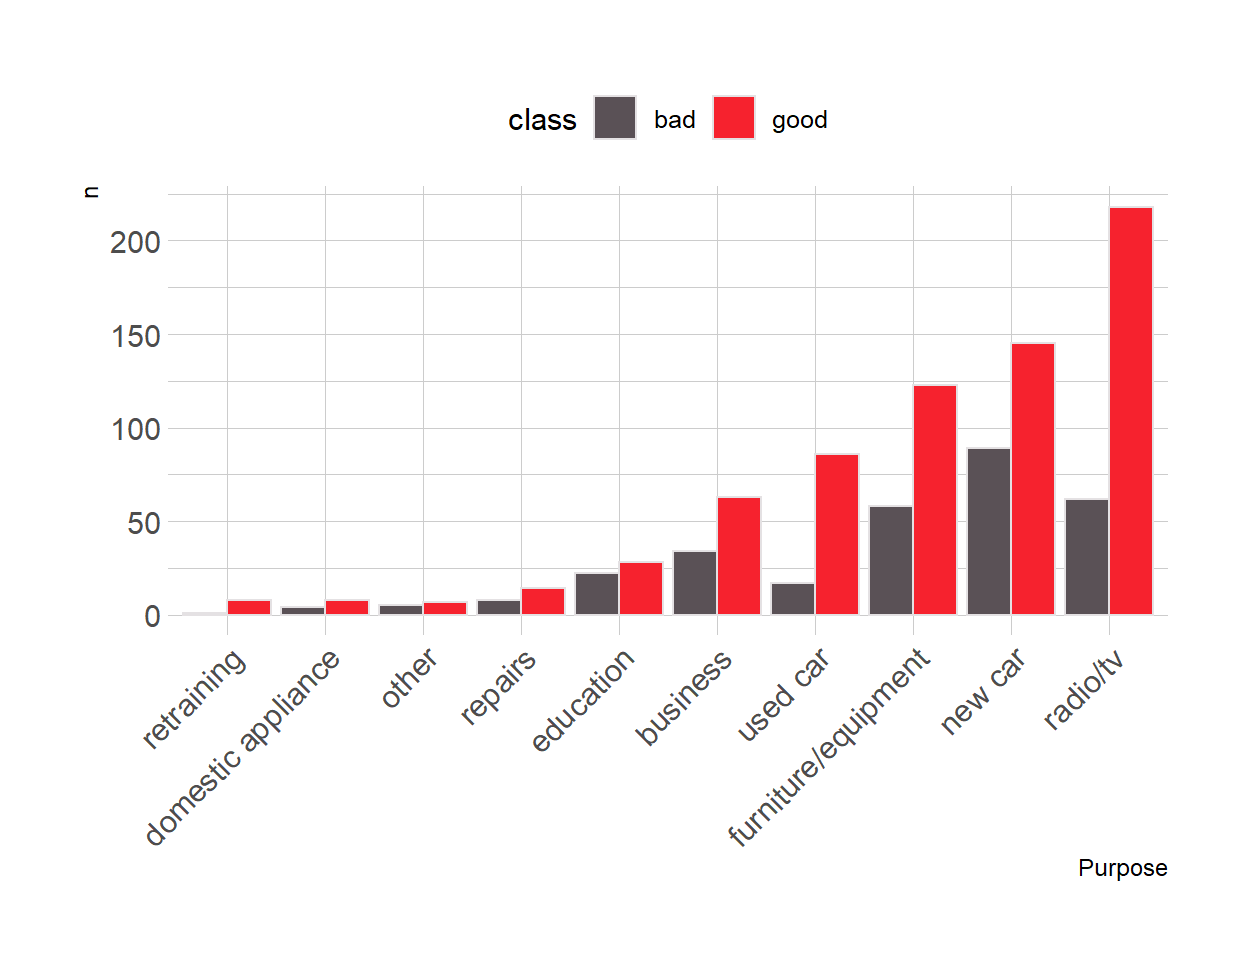 class bad good
n
200
150
100
50
0
retraining
domestic appliance
other
repairs
education
business
used car
furniture/equipment
new car
radio/tv
Purpose